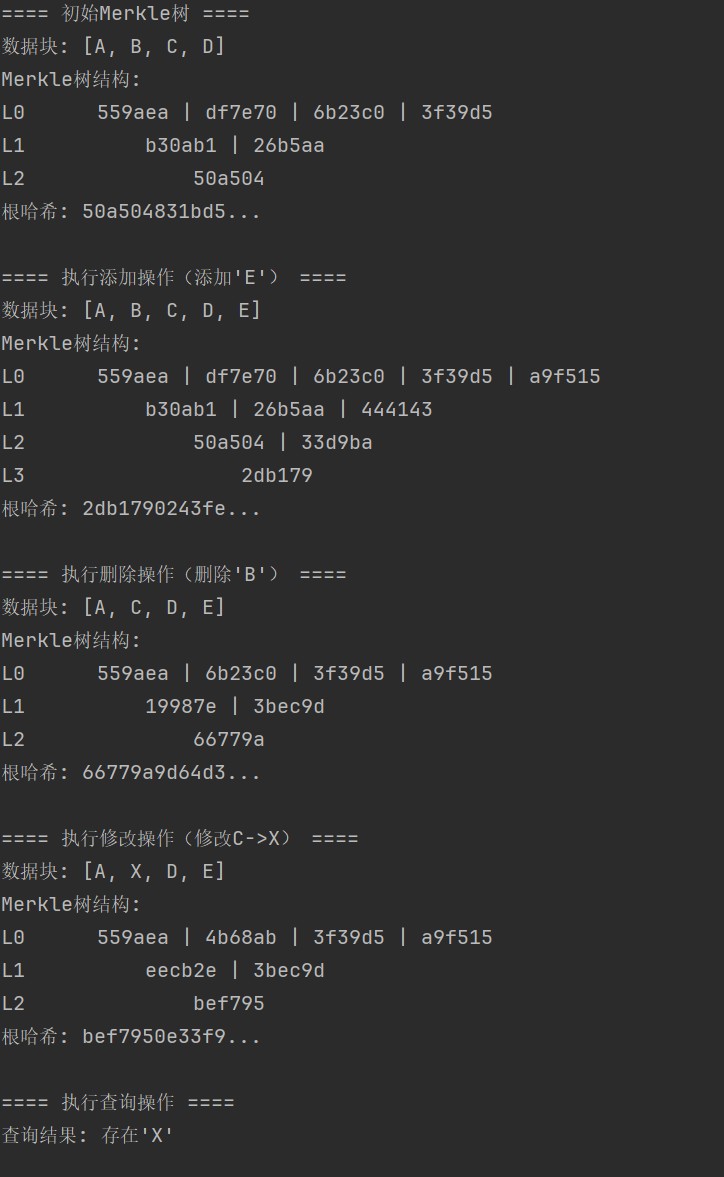 ==== 初始Merkle树 ====
数据块: [A, B, C, D]
Merkle树结构:
L0      559aea | df7e70 | 6b23c0 | 3f39d5
L1          b30ab1 | 26b5aa
L2              50a504
根哈希: 50a504831bd5...
==== 执行添加操作（添加'E'） ====
数据块: [A, B, C, D, E]
Merkle树结构:
L0      559aea | df7e70 | 6b23c0 | 3f39d5 | a9f515
L1          b30ab1 | 26b5aa | 444143
L2              50a504 | 33d9ba
L3                  2db179
根哈希: 2db1790243fe...
==== 执行删除操作（删除'B'） ====
数据块: [A, C, D, E]
Merkle树结构:
L0      559aea | 6b23c0 | 3f39d5 | a9f515
L1          19987e | 3bec9d
L2              66779a
根哈希: 66779a9d64d3...
==== 执行修改操作（修改C->X） ====
数据块: [A, X, D, E]
Merkle树结构:
L0      559aea | 4b68ab | 3f39d5 | a9f515
L1          eecb2e | 3bec9d
L2              bef795
根哈希: bef7950e33f9...
==== 执行查询操作 ====
查询结果: 存在'X'